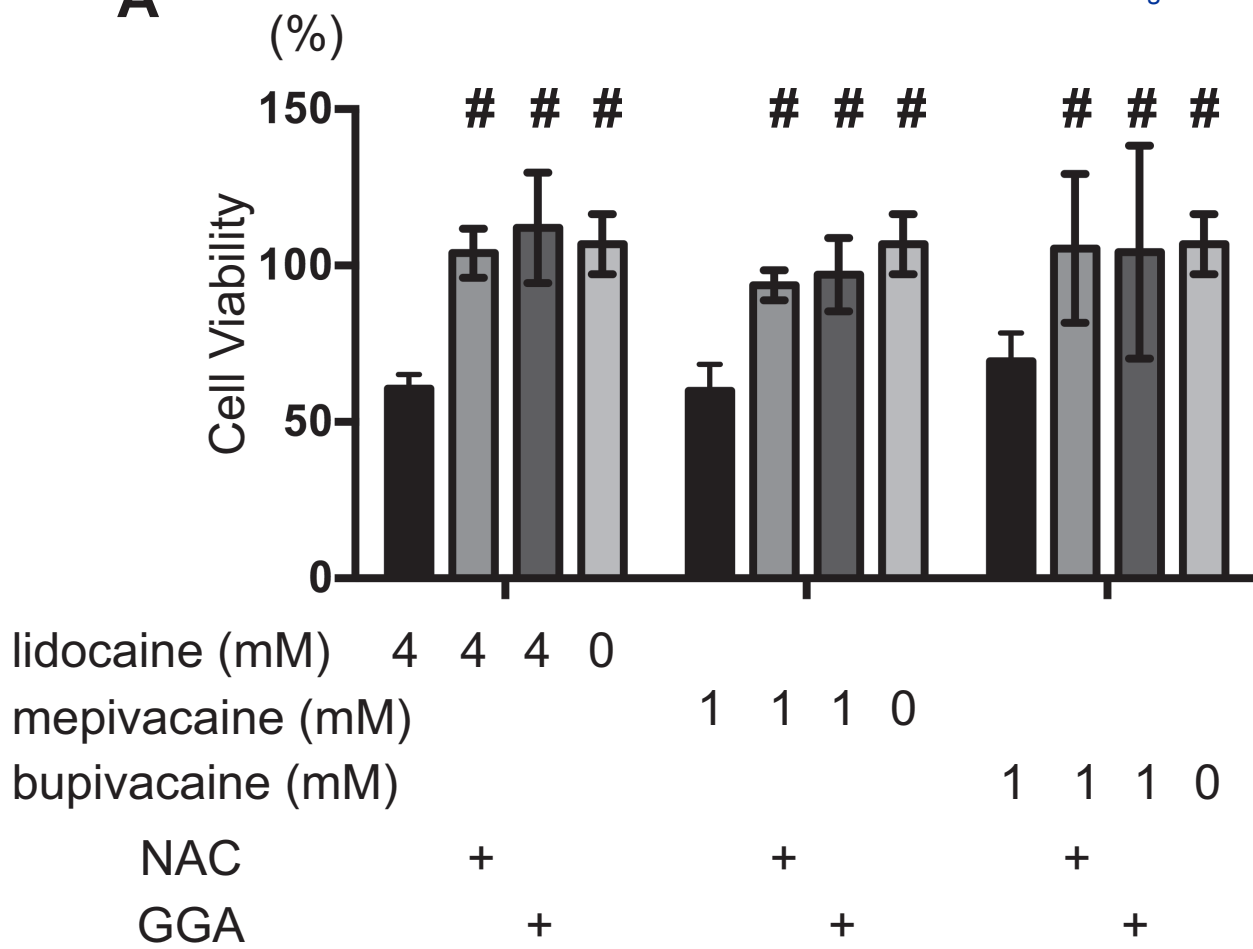 A
(%)
150 # # # # # # # # #
100
50
0
Cell Viability
lidocaine (mM) 4 4 4 0
mepivacaine (mM) 1 1 1 0
bupivacaine (mM) 1 1 1 0
NAC + + +
GGA + + +